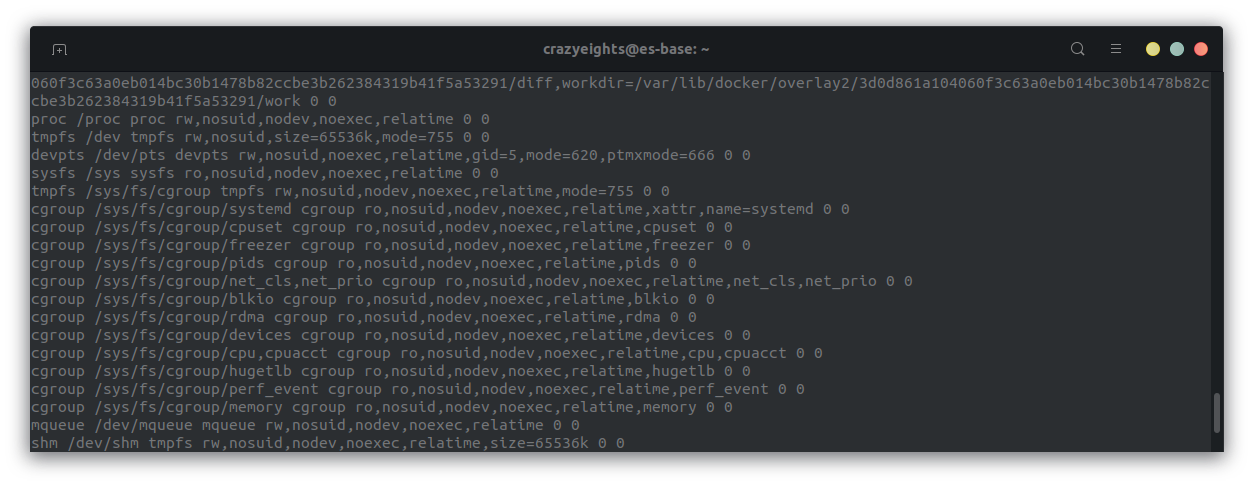 crazyeights@es-base: ~
060f3c63a0eb014bc30b1478b82ccbe3b262384319b41f5a53291/diff,workdir=/var/lib/docker/overlay2/3d0d861a104060f3c63a0eb014bc30b1478b82c
cbe3b262384319b41f5a53291/work 0 0
proc /proc proc rw,nosuid,nodev,noexec,relatime 0 0
tmpfs /dev tmpfs rw,nosuid,size=65536k,mode=755 0 0
devpts /dev/pts devpts rw,nosuid,noexec,relatime,gid=5,mode=620,ptmxmode=666 0 0
sysfs /sys sysfs ro,nosuid,nodev,noexec,relatime 0 0
tmpfs /sys/fs/cgroup tmpfs rw,nosuid,nodev,noexec,relatime,mode=755 0 0
cgroup /sys/fs/cgroup/systemd cgroup ro,nosuid,nodev,noexec,relatime,xattr,name=systemd 0 0
cgroup /sys/fs/cgroup/cpuset cgroup ro,nosuid,nodev,noexec,relatime,cpuset 0 0
cgroup /sys/fs/cgroup/freezer cgroup ro,nosuid,nodev,noexec,relatime,freezer 0 0
cgroup /sys/fs/cgroup/pids cgroup ro,nosuid,nodev,noexec,relatime,pids 0 0
cgroup /sys/fs/cgroup/net_cls,net_prio cgroup ro,nosuid,nodev,noexec,relatime,net_cls,net_prio 0 0
cgroup /sys/fs/cgroup/blkio cgroup ro,nosuid,nodev,noexec,relatime,blkio 0 0
cgroup /sys/fs/cgroup/rdma cgroup ro,nosuid,nodev,noexec,relatime,rdma 0 0
cgroup /sys/fs/cgroup/devices cgroup ro,nosuid,nodev,noexec,relatime,devices 0 0
cgroup /sys/fs/cgroup/cpu,cpuacct cgroup ro,nosuid,nodev,noexec,relatime,cpu,cpuacct 0 0
cgroup /sys/fs/cgroup/hugetlb cgroup ro,nosuid,nodev,noexec,relatime,hugetlb 0 0
cgroup /sys/fs/cgroup/perf_event cgroup ro,nosuid,nodev,noexec,relatime,perf_event 0 0
cgroup /sys/fs/cgroup/memory cgroup ro,nosuid,nodev,noexec,relatime,memory 0 0
mqueue /dev/mqueue mqueue rw,nosuid,nodev,noexec,relatime 0 0
shm /dev/shm tmpfs rw,nosuid,nodev,noexec,relatime,size=65536k 0 0